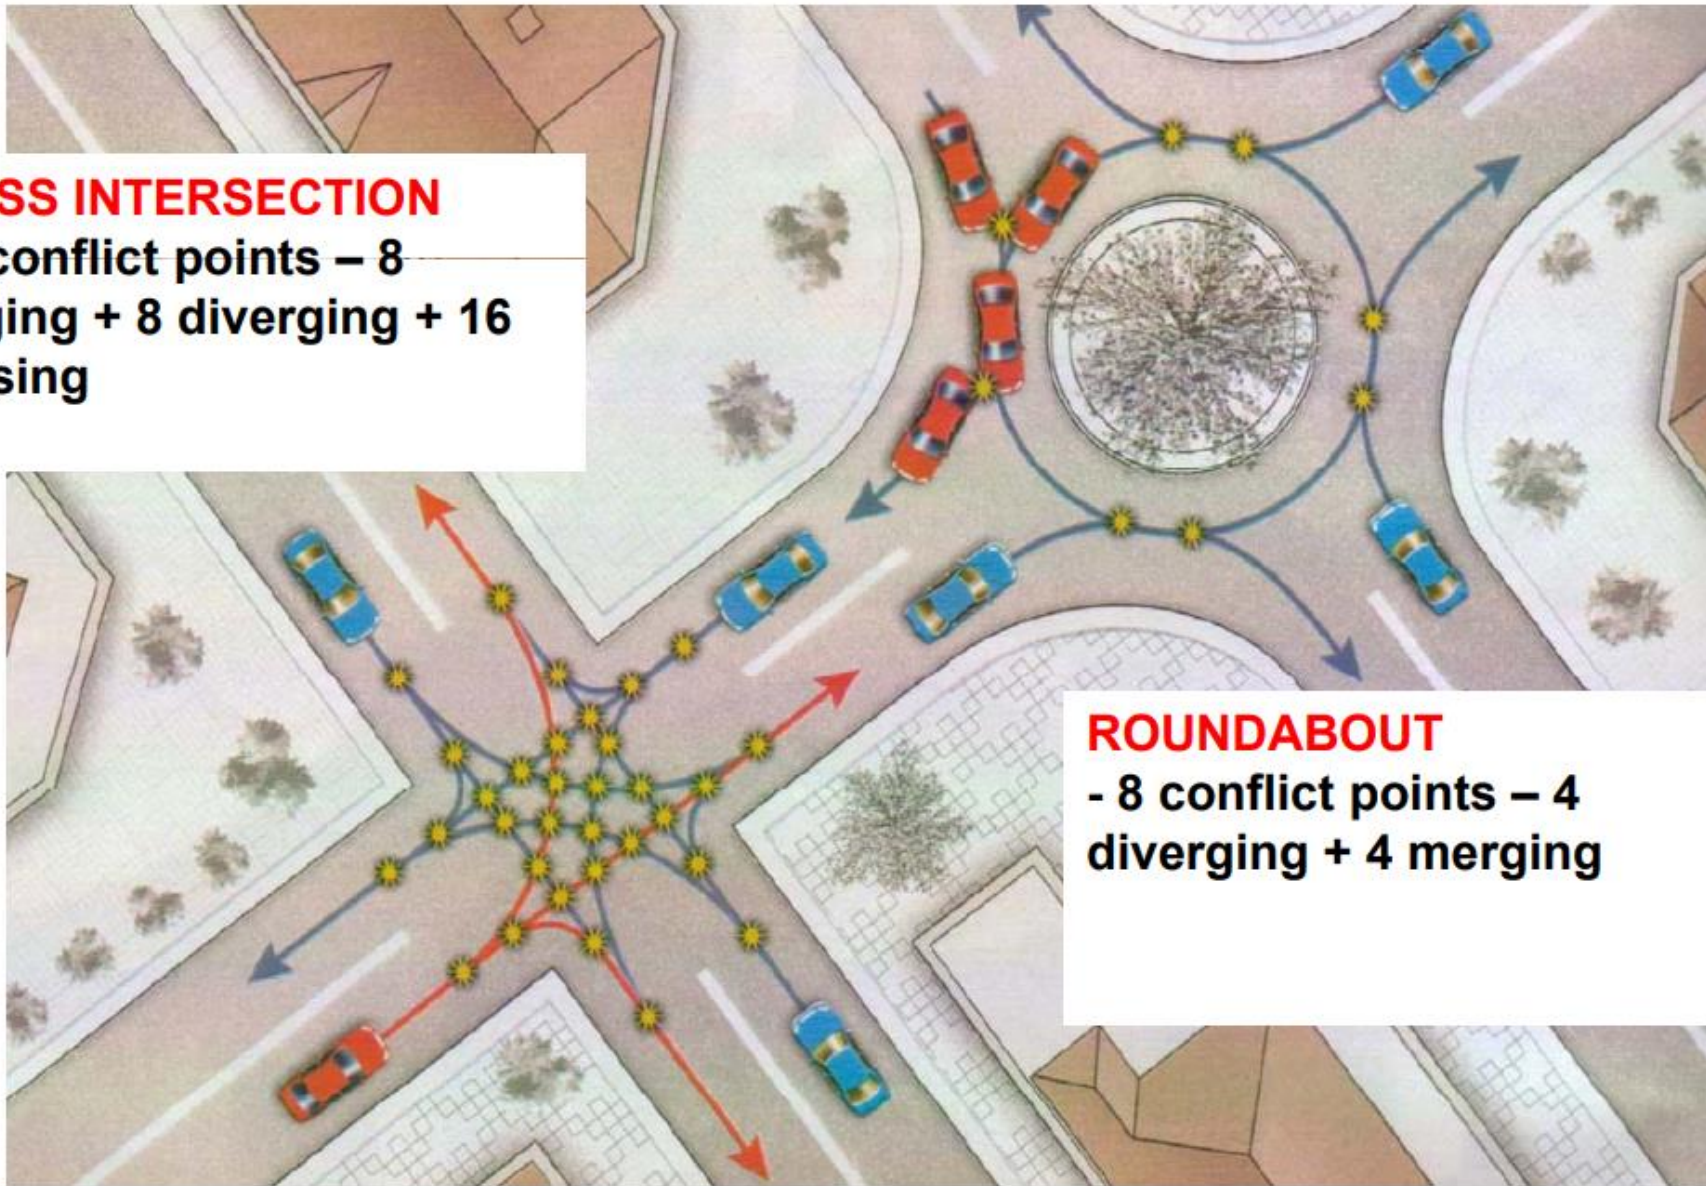 SS INTERSECTION
conflict points – 8
ging + 8 diverging + 16
sing
ROUNDABOUT
- 8 conflict points – 4
diverging + 4 merging